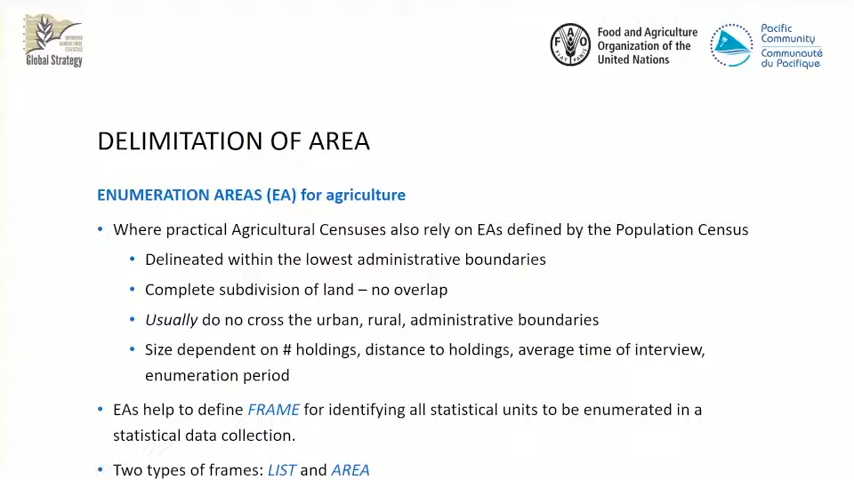 Global Strategy
F A O
FIAT PANIS
Food and Agriculture
Organization of the
United Nations
Pacific
Community
Communauté
du Pacifique
DELIMITATION OF AREA
ENUMERATION AREAS (EA) for agriculture
• Where practical Agricultural Censuses also rely on EAs defined by the Population Census
• Delineated within the lowest administrative boundaries
• Complete subdivision of land – no overlap
• Usually do no cross the urban, rural, administrative boundaries
• Size dependent on # holdings, distance to holdings, average time of interview,
enumeration period
• EAs help to define FRAME for identifying all statistical units to be enumerated in a
statistical data collection.
• Two types of frames: LIST and AREA